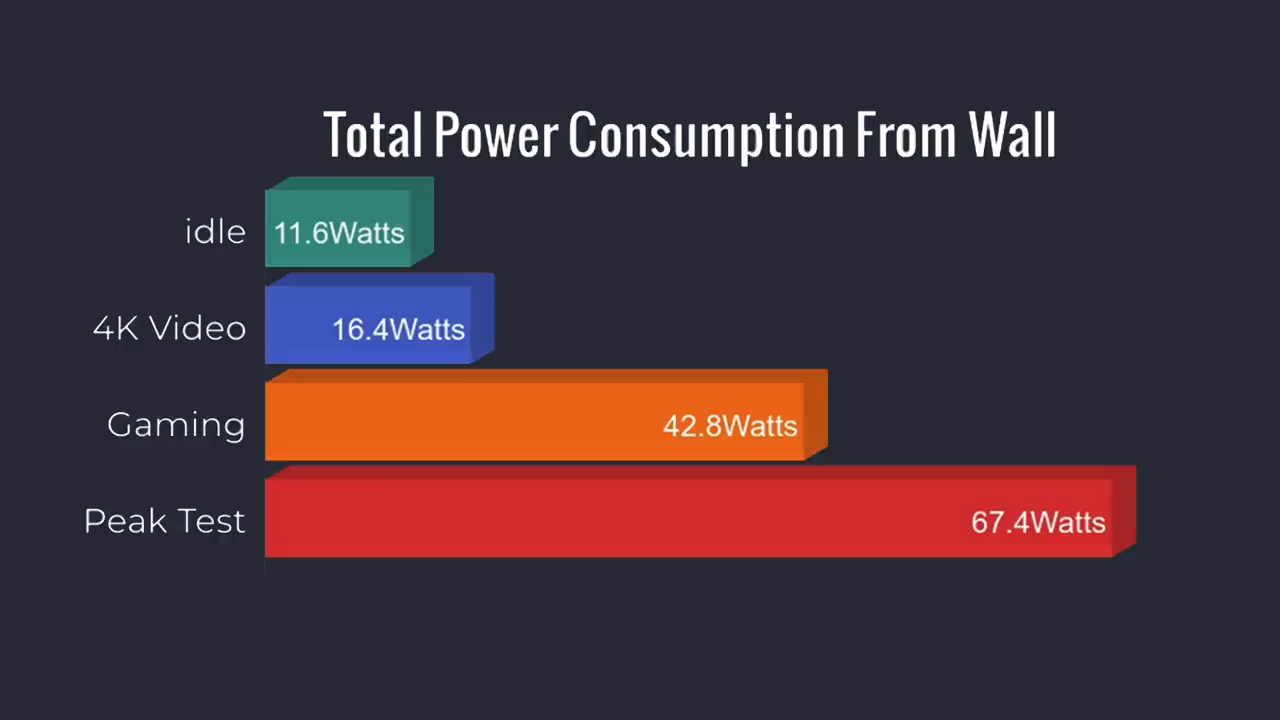 Total Power Consumption From Wall
idle
11.6Watts
4K Video
16.4Watts
Gaming
42.8Watts
Peak Test
67.4Watts